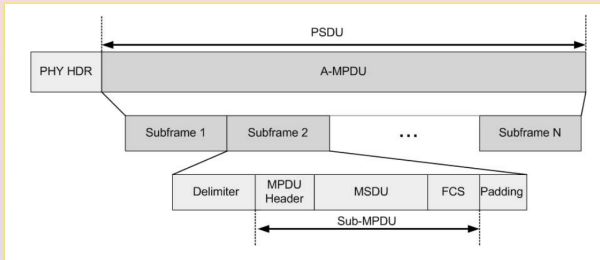 PSDU
PHY HDR
A-MPDU
Subframe 1
Subframe 2
...
Subframe N
Delimiter
MPDU
Header
MSDU
FCS
Padding
Sub-MPDU